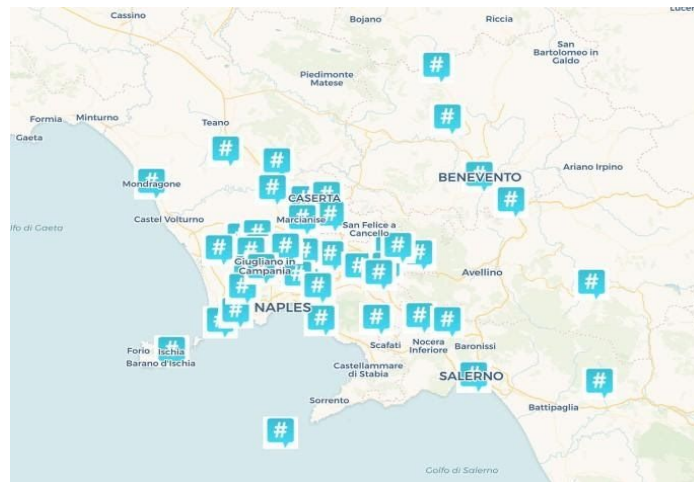 Cassino
Bojano
Riccia
Lucera
San
Bartolomeo in
Galdo
Piedimonte
Matese
Formia
Minturno
Teano
Gaeta
Ariano Irpino
BENEVENTO
Mondragone
CASERTA
Castel Volturno
Marcianise
San Felice a
Cancello
lfo di Gaeta
Giugliano in
Campania
Avellino
NAPLES
Forio
Ischia
Barano d'Ischia
Scafati
Nocera
Inferiore
Baronissi
Castellammare
di Stabia
SALERNO
Sorrento
Battipaglia
Golfo di Salerno